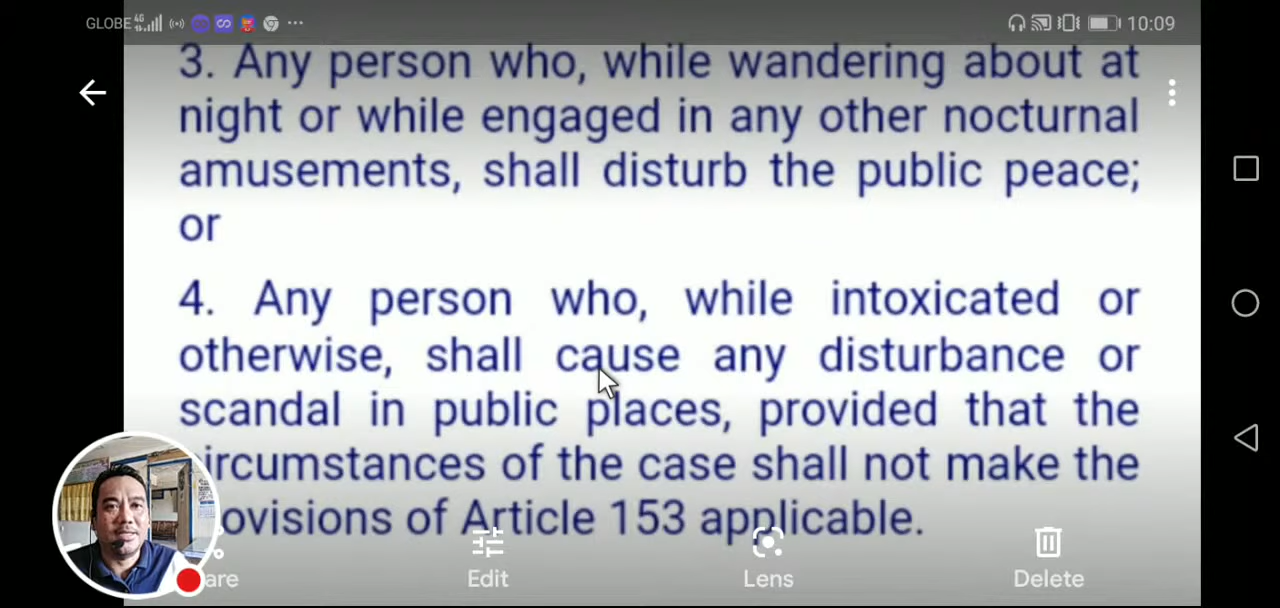 GLOBE 4G 10:09
3. Any person who, while wandering about at
night or while engaged in any other nocturnal
amusements, shall disturb the public peace;
or
4. Any person who, while intoxicated or
otherwise, shall cause any disturbance or
scandal in public places, provided that the
ircumstances of the case shall not make the
ovisions of Article 153 applicable.
are Edit Lens Delete